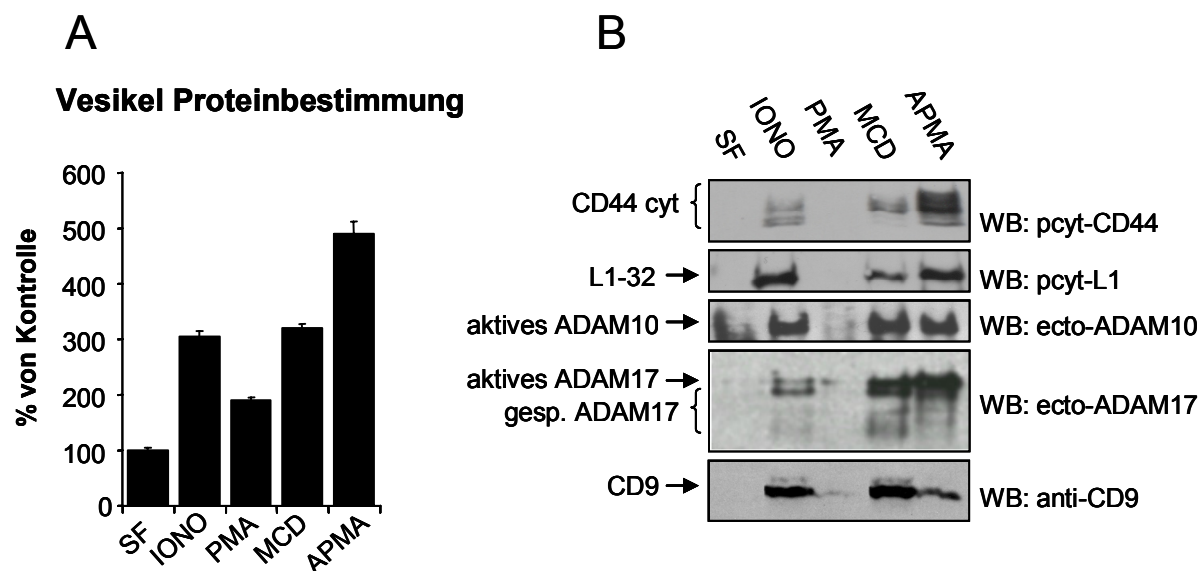 A
Vesikel Proteinbestimmung
% von Kontrolle
600
500
400
300
200
100
0
SF
IONO
PMA
MCD
APMA
B
SF
IONO
PMA
MCD
APMA
CD44 cyt
WB: pcyt-CD44
L1-32
WB: pcyt-L1
aktives ADAM10
WB: ecto-ADAM10
aktives ADAM17
gesp. ADAM17
WB: ecto-ADAM17
CD9
WB: anti-CD9